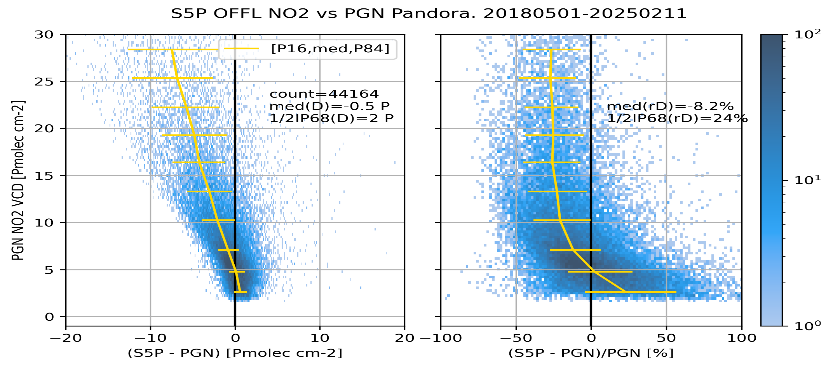 S5P OFFL NO2 vs PGN Pandora. 20180501-20250211
[P16,med,P84]
count=44164
med(D)=-0.5 P
1/2IP68(D)=2 P
med(rD)=-8.2%
1/2IP68(rD)=24%
PGN NO2 VCD [Pmolec cm-2]
30
25
20
15
10
5
0
−20 −10 0 10 20
(S5P - PGN) [Pmolec cm-2]
−100 −50 0 50 100
(S5P - PGN)/PGN [%]
10²
10¹
10⁰